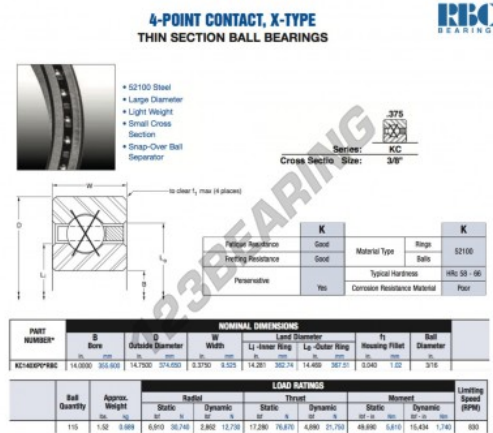 4-POINT CONTACT, X-TYPE
THIN SECTION BALL BEARINGS
RBC
BEARINGS
• 52100 Steel
• Large Diameter
• Light Weight
• Small Cross
Section
• Snap-Over Ball
Separator
.375
Series: KC
Cross Sectio Size: 3/8"
W
to clear f₁ max (4 places)
D
B
123BEARING
K K
Fatigue Resistance Good Material Type Rings 52100
Fretting Resistance Good Balls
Perservative Yes Typical Hardness HRc 58 - 66
Corrosion Resistance Material Poor
PART
NUMBER*
NOMINAL DIMENSIONS
B
Bore
D
Outside Diameter
W
Width
Land Diameter
Li -Inner Ring
Lo -Outer Ring
f1
Housing Fillet
Ball
Diameter
in. mm in. mm in. mm in. mm in. mm in. mm in.
KC140XP0*RBC 14.0000 355.600 14.7500 374.650 0.3750 9.525 14.281 362.74 14.469 367.51 0.040 1.02 3/16
Ball
Quantity
Approx.
Weight
LOAD RATINGS
Limiting
Speed
(RPM)
Radial Thrust Moment
Static Dynamic Static Dynamic Static Dynamic
lbs. kg lbf N lbf N lbf N lbf N lbf - in Nm lbf - in Nm
115 1.52 0.689 6,910 30,740 2,862 12,730 17,280 76,870 4,890 21,750 49,690 5,610 15,434 1,740 830